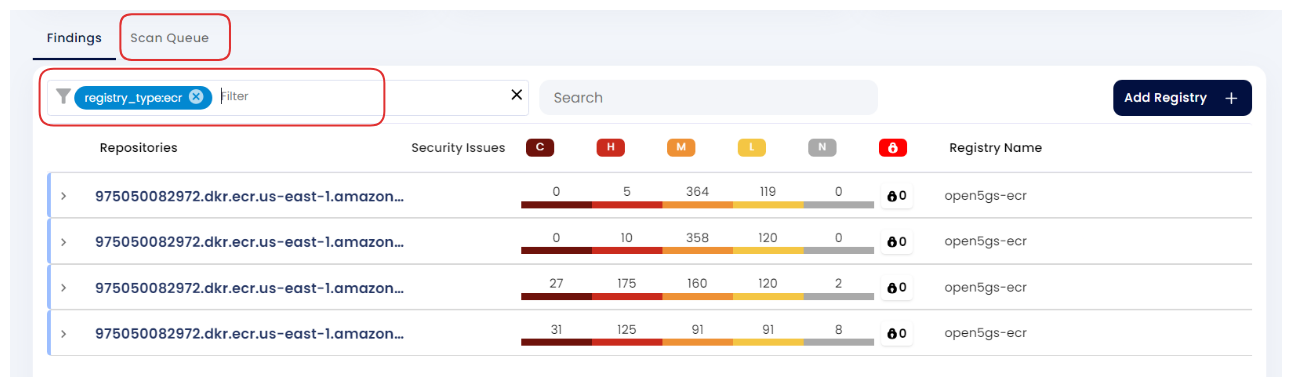 Findings Scan Queue
registry_type:ecr Filter Search Add Registry
Repositories Security Issues C H M L N Registry Name
975050082972.dkr.ecr.us-east-1.amazon... 0 5 364 119 0 0 open5gs-ecr
975050082972.dkr.ecr.us-east-1.amazon... 0 10 358 120 0 0 open5gs-ecr
975050082972.dkr.ecr.us-east-1.amazon... 27 175 160 120 2 0 open5gs-ecr
975050082972.dkr.ecr.us-east-1.amazon... 31 125 91 91 8 0 open5gs-ecr